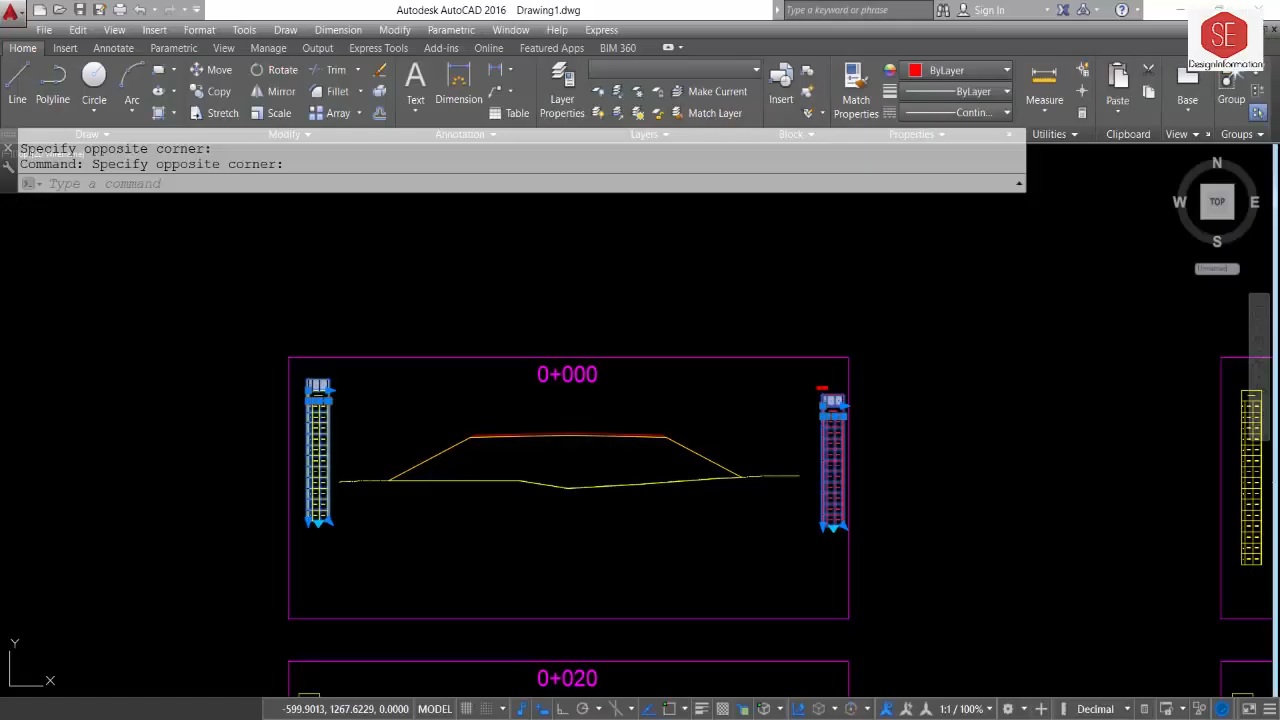 Autodesk AutoCAD 2016 Drawing1.dwg
Type a keyword or phrase
Sign In
File Edit View Insert Format Tools Draw Dimension Modify Parametric Window Help Express
Home Insert Annotate Parametric View Manage Output Express Tools Add-ins Online Featured Apps BIM 360
SE
DesignInformation
Move Rotate Trim
Copy Mirror Fillet
Stretch Scale Array
Line Polyline Circle Arc
Text Dimension Table
Layer Properties
Make Current
Match Layer
Insert
Match Properties
ByLayer
ByLayer
Contin...
Measure Paste Base Group
Draw Modify Annotation Layers Block Properties Utilities Clipboard View Groups
Specify opposite corner:
Command: Specify opposite corner:
Type a command
N
W TOP E
S
Unnamed
0+000
0+020
Y
X
-599.9013, 1267.6229, 0.0000 MODEL 1:1 / 100% Decimal